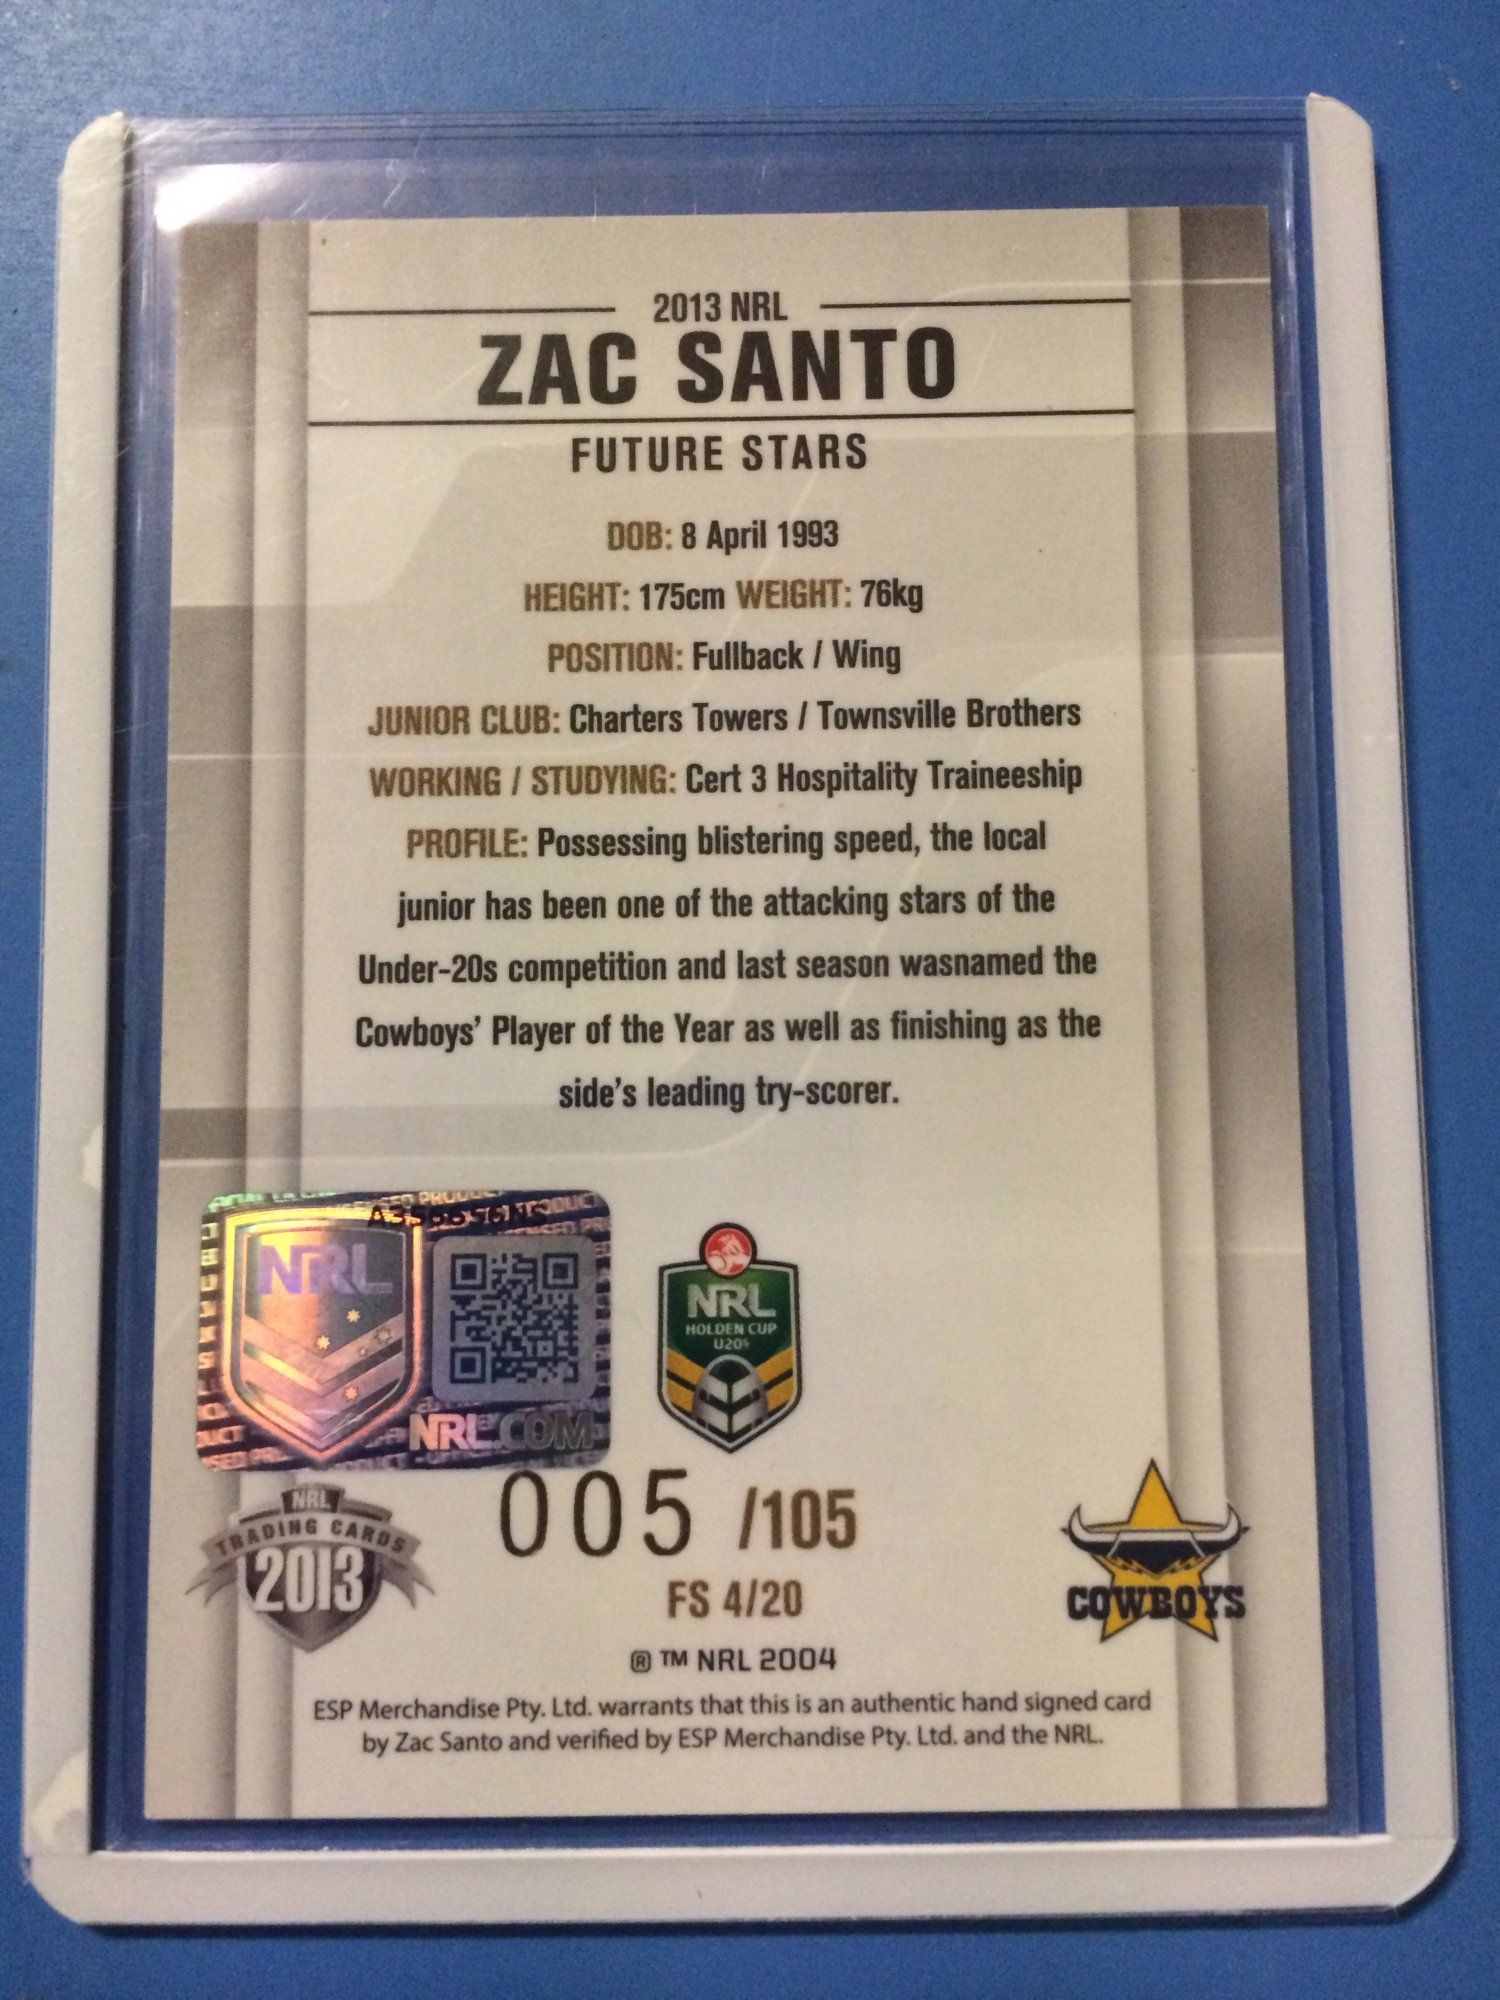 2013 NRL
ZAC SANTO
FUTURE STARS
DOB: 8 April 1993
HEIGHT: 175cm WEIGHT: 76kg
POSITION: Fullback / Wing
JUNIOR CLUB: Charters Towers / Townsville Brothers
WORKING / STUDYING: Cert 3 Hospitality Traineeship
PROFILE: Possessing blistering speed, the local
junior has been one of the attacking stars of the
Under-20s competition and last season wasnamed the
Cowboys' Player of the Year as well as finishing as the
side's leading try-scorer.
A356656NS
NRL
NRL.COM
NRL
HOLDEN CUP
U20s
005 /105
NRL
TRADING CARDS
2013
FS 4/20
COWBOYS
® ™ NRL 2004
ESP Merchandise Pty. Ltd. warrants that this is an authentic hand signed card
by Zac Santo and verified by ESP Merchandise Pty. Ltd. and the NRL.